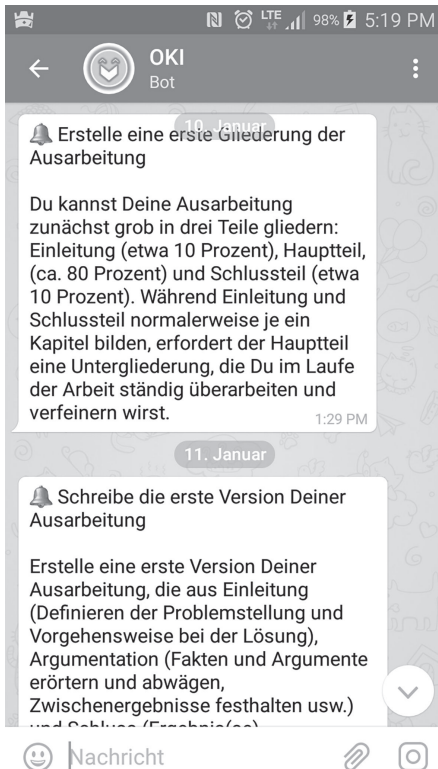 LTE 98% 5:19 PM
OKI
Bot
10. Januar
Erstelle eine erste Gliederung der
Ausarbeitung
Du kannst Deine Ausarbeitung
zunächst grob in drei Teile gliedern:
Einleitung (etwa 10 Prozent), Hauptteil,
(ca. 80 Prozent) und Schlussteil (etwa
10 Prozent). Während Einleitung und
Schlussteil normalerweise je ein
Kapitel bilden, erfordert der Hauptteil
eine Untergliederung, die Du im Laufe
der Arbeit ständig überarbeiten und
verfeinern wirst.
1:29 PM
11. Januar
Schreibe die erste Version Deiner
Ausarbeitung
Erstelle eine erste Version Deiner
Ausarbeitung, die aus Einleitung
(Definieren der Problemstellung und
Vorgehensweise bei der Lösung),
Argumentation (Fakten und Argumente
erörtern und abwägen,
Zwischenergebnisse festhalten usw.)
und Schluss (Ergebnis(se)
Nachricht